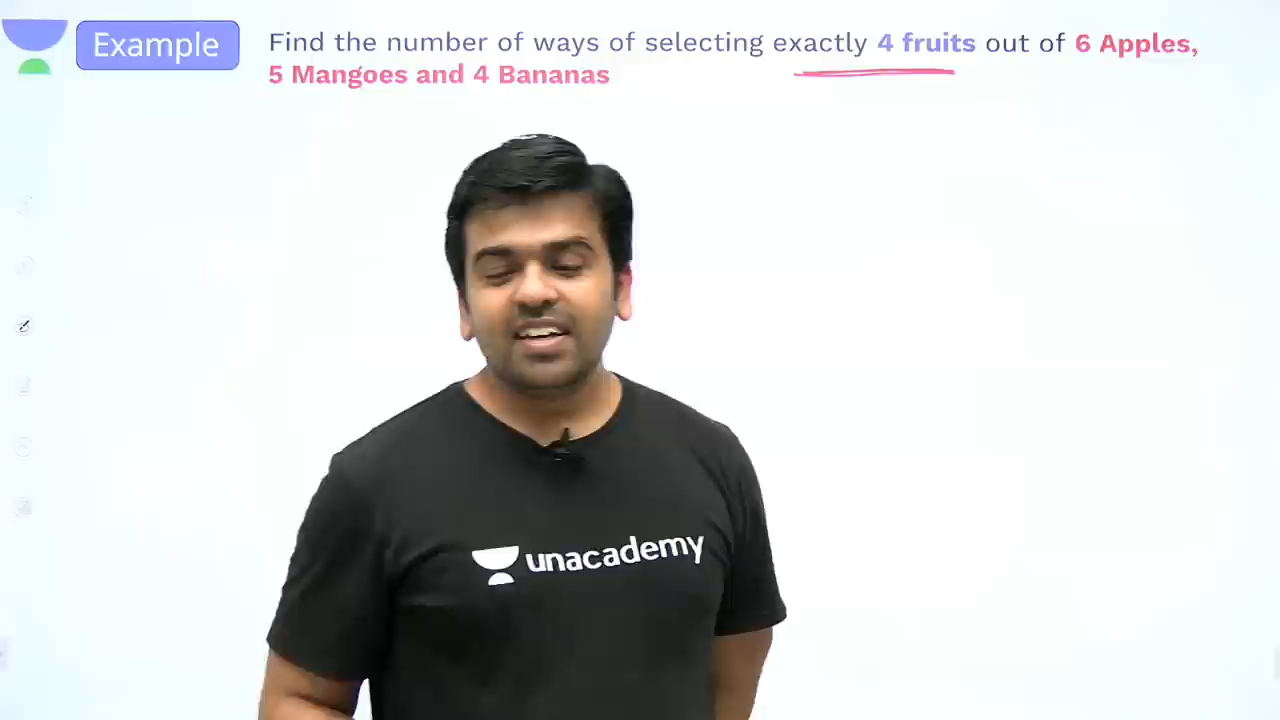 Example
Find the number of ways of selecting exactly 4 fruits out of 6 Apples,
5 Mangoes and 4 Bananas
unacademy